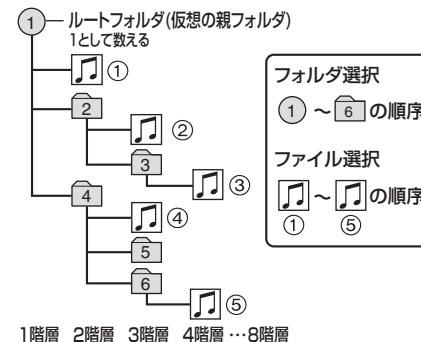 1 ルートフォルダ(仮想の親フォルダ)
1として数える
①
2
②
3
③
4
④
5
6
⑤
1階層 2階層 3階層 4階層 …8階層
フォルダ選択
1 ~ 6 の順序
ファイル選択
~ の順序
① ⑤